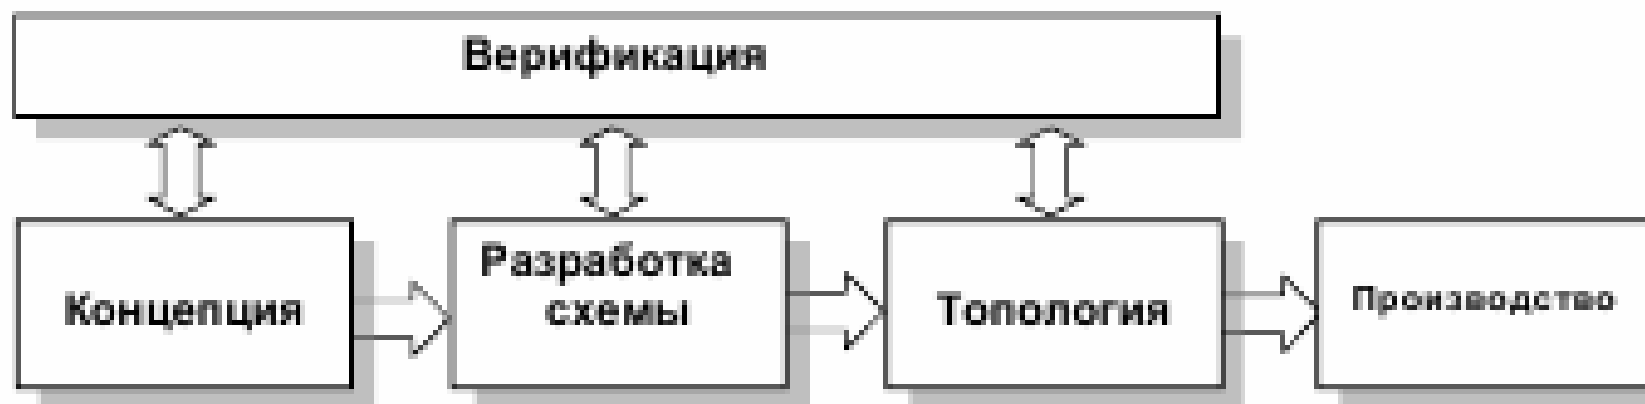 Верификация
Концепция
Разработка
схемы
Топология
Производство